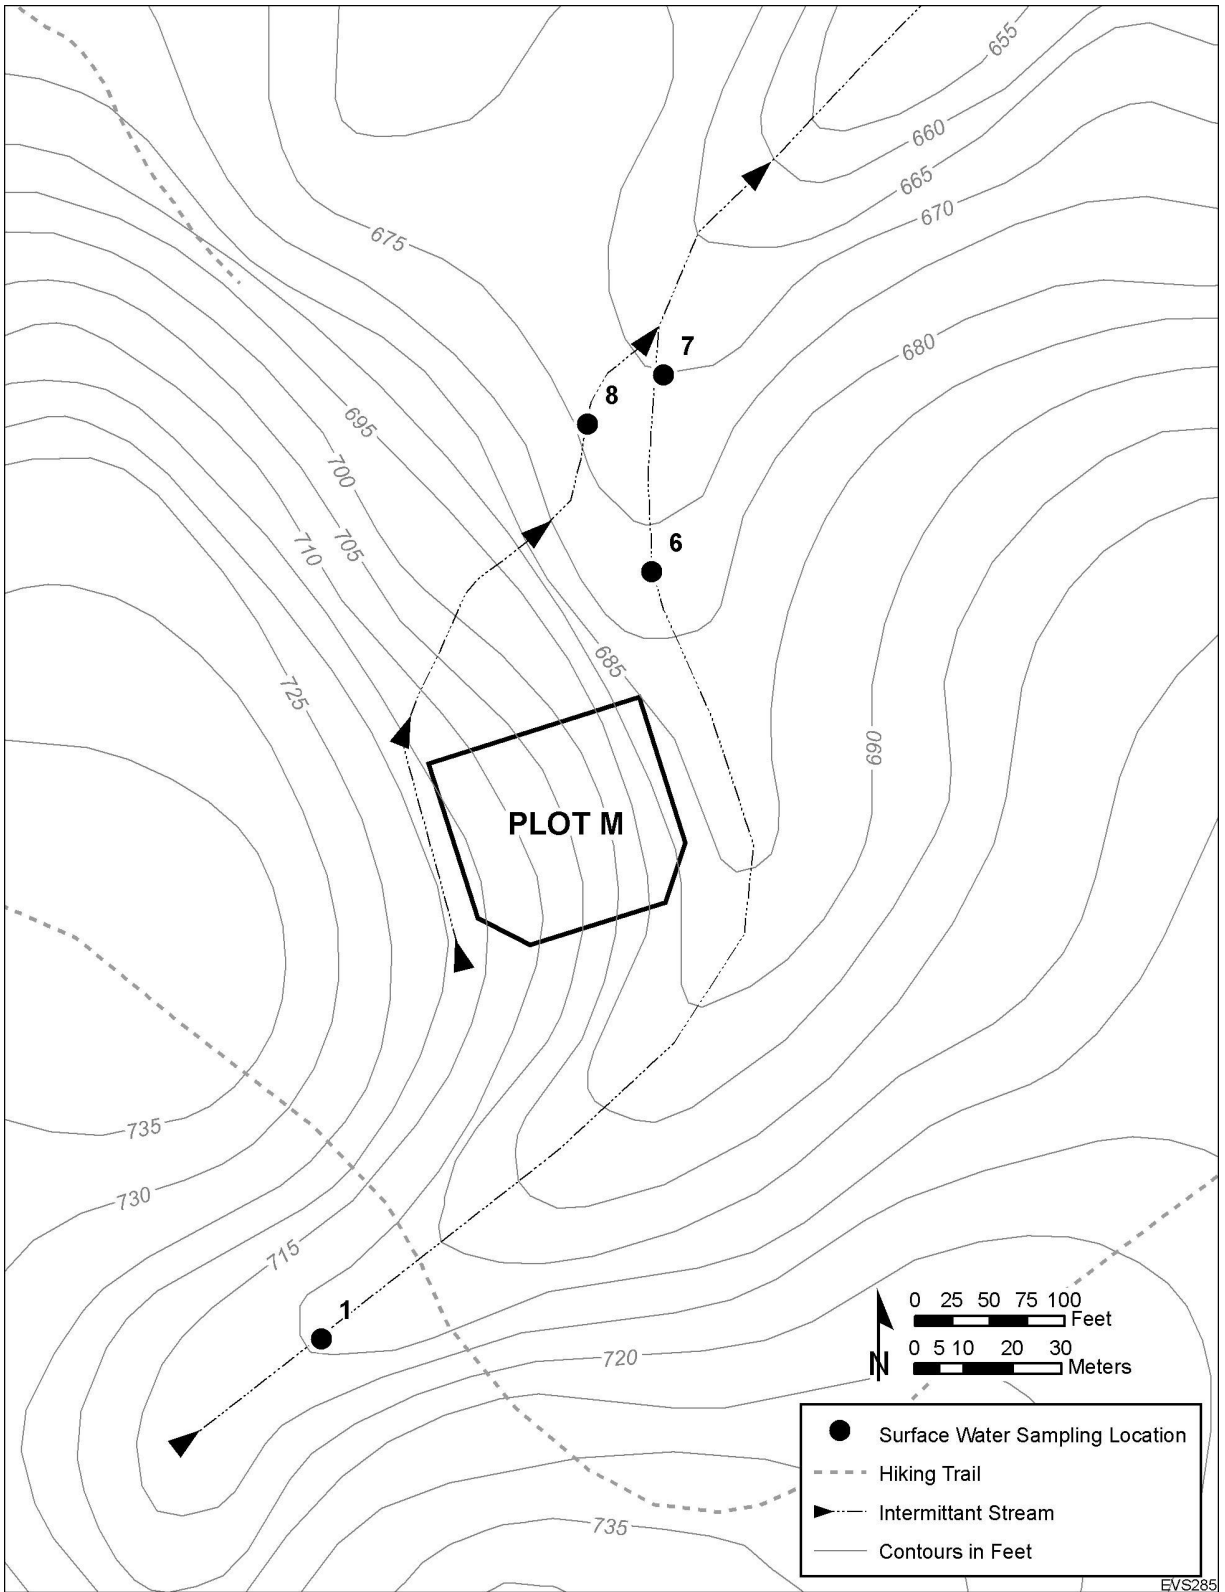 655
660
665
670
675
680
7
8
695
700
705
710
6
685
725
690
PLOT M
735
730
715
1
720
735
0 25 50 75 100
Feet
0 5 10 20 30
Meters
N
Surface Water Sampling Location
Hiking Trail
Intermittant Stream
Contours in Feet
EVS285